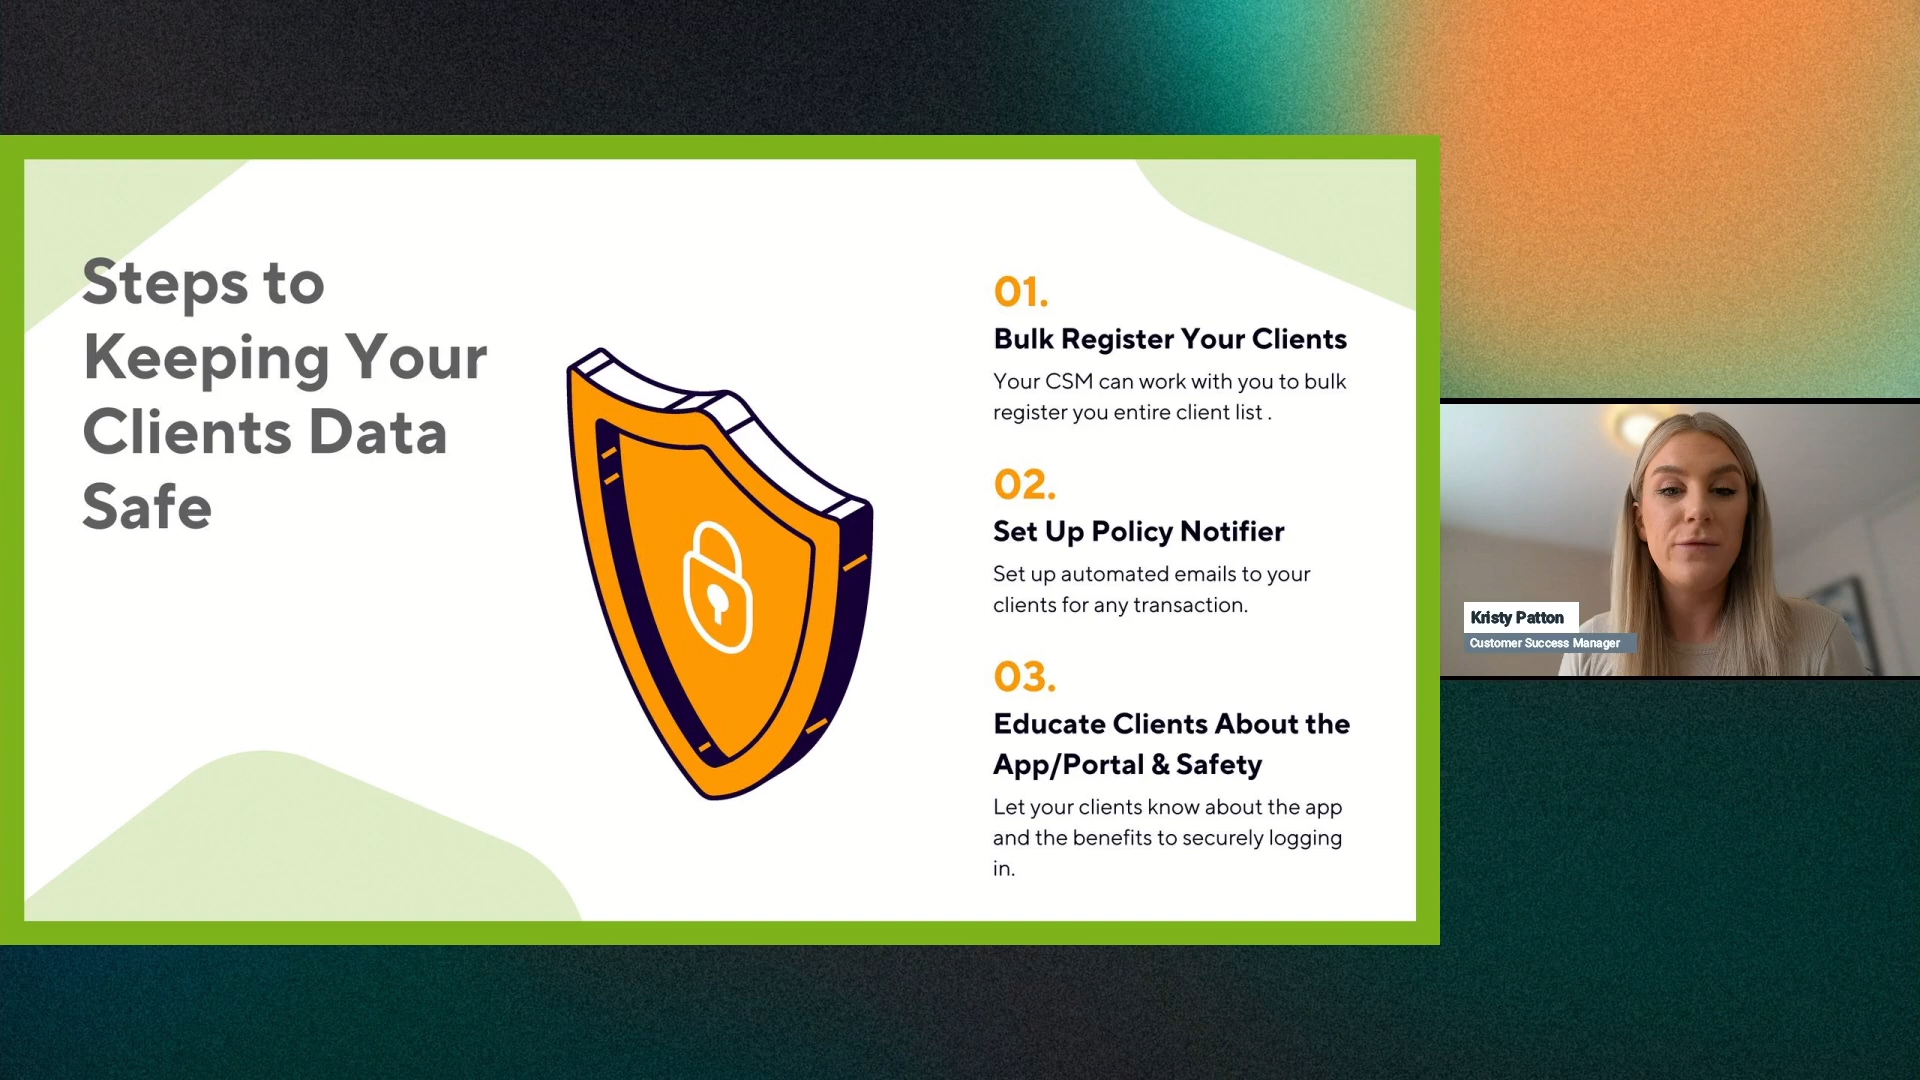 Steps to
Keeping Your
Clients Data
Safe
01.
Bulk Register Your Clients
Your CSM can work with you to bulk
register you entire client list .
02.
Set Up Policy Notifier
Set up automated emails to your
clients for any transaction.
03.
Educate Clients About the
App/Portal & Safety
Let your clients know about the app
and the benefits to securely logging
in.
Kristy Patton
Customer Success Manager